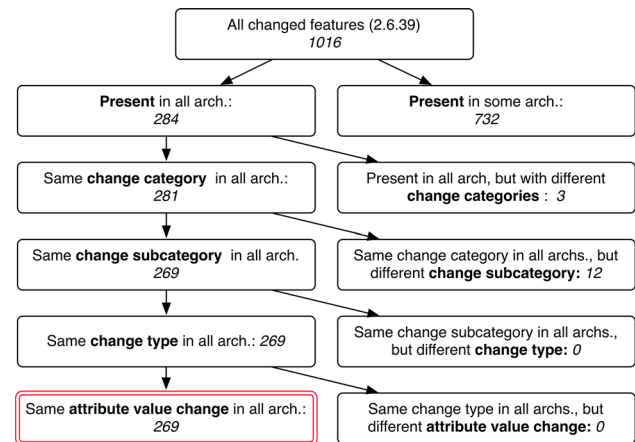 All changed features (2.6.39)
1016
Present in all arch.:
284
Present in some arch.:
732
Same change category in all arch.:
281
Present in all arch, but with different
change categories : 3
Same change subcategory in all arch.
269
Same change category in all archs., but
different change subcategory: 12
Same change type in all arch.: 269
Same change subcategory in all archs.,
but different change type: 0
Same attribute value change in all arch.:
269
Same change type in all archs., but
different attribute value change: 0